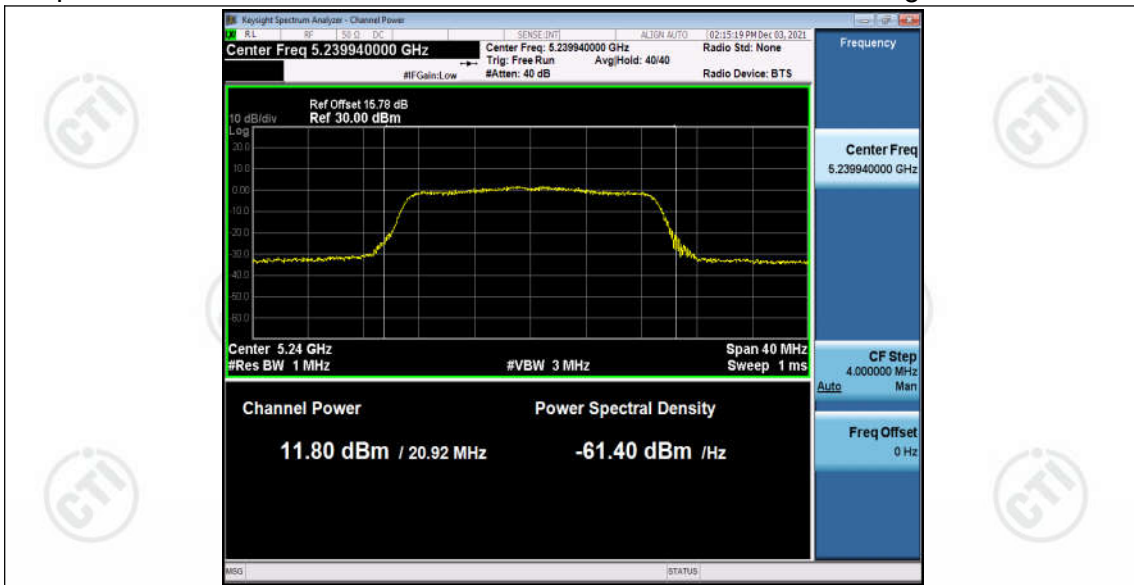 Keysight Spectrum Analyzer - Channel Power
RL RF 50 Ω DC SENSE:INT ALIGN AUTO 02:15:19 PM Dec 03, 2021
Center Freq 5.239940000 GHz
Center Freq: 5.239940000 GHz
Radio Std: None
Trig: Free Run Avg|Hold: 40/40
#IFGain:Low #Atten: 40 dB Radio Device: BTS
Ref Offset 15.78 dB
10 dB/div Ref 30.00 dBm
Log
20.0
10.0
0.00
-10.0
-20.0
-30.0
-40.0
-50.0
-60.0
Center 5.24 GHz Span 40 MHz
#Res BW 1 MHz #VBW 3 MHz Sweep 1 ms
Channel Power Power Spectral Density
11.80 dBm / 20.92 MHz -61.40 dBm /Hz
MSG STATUS
Frequency
Center Freq
5.239940000 GHz
CF Step
4.000000 MHz
Auto Man
Freq Offset
0 Hz
CTI
CTI
CTI
CTI